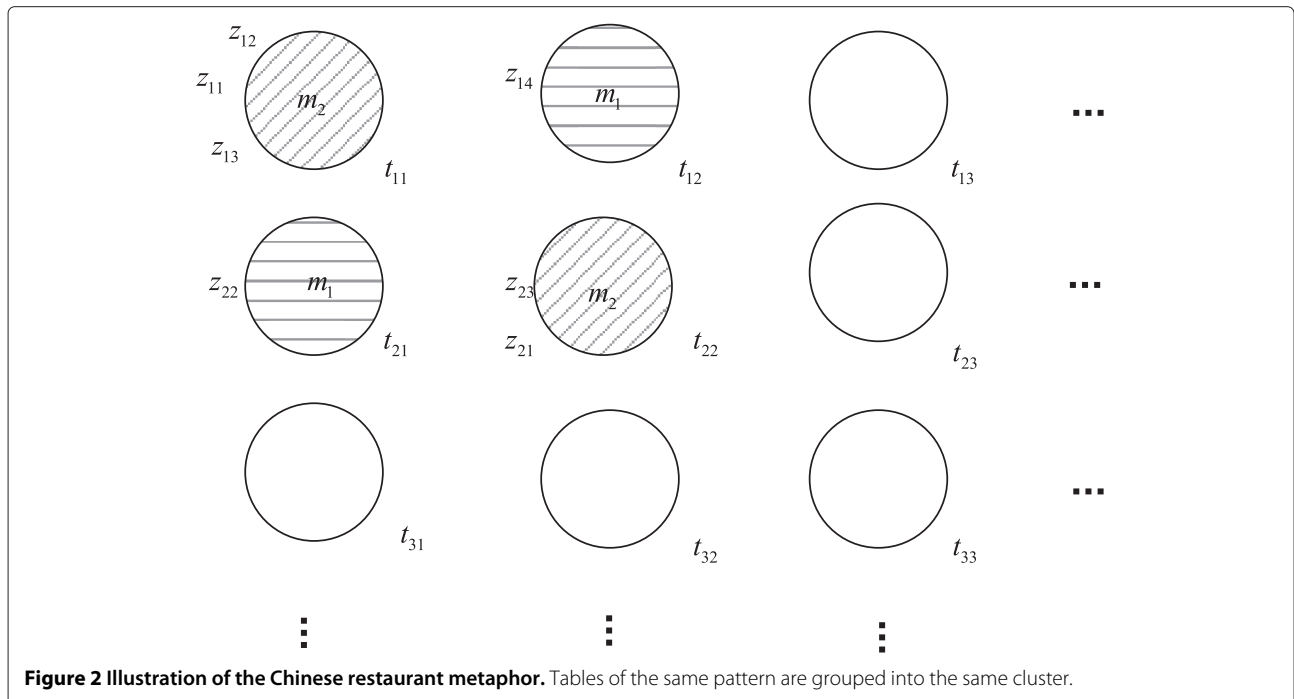 z₁₂
z₁₁ m₂ z₁₄ m₁ ...
z₁₃
t₁₁ t₁₂ t₁₃
z₂₂ m₁ z₂₃ m₂ ...
z₂₁
t₂₁ t₂₂ t₂₃
...
t₃₁ t₃₂ t₃₃
Figure 2 Illustration of the Chinese restaurant metaphor. Tables of the same pattern are grouped into the same cluster.